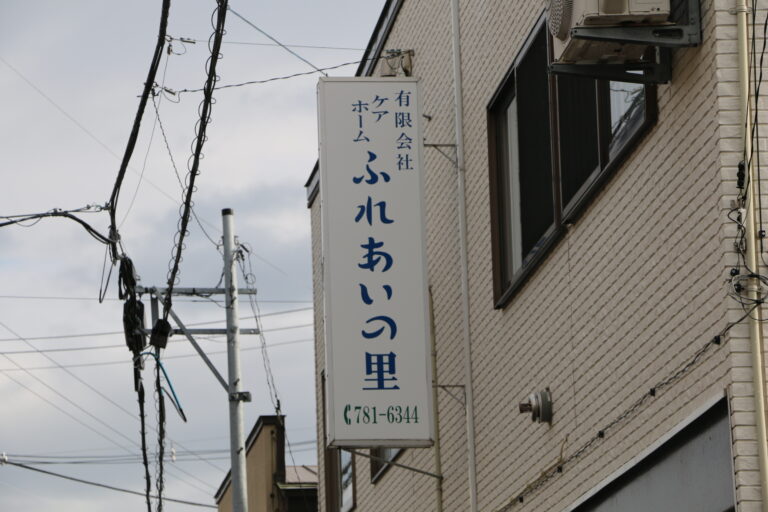 有限会社
ケア
ホーム
ふれあいの里
781-6344